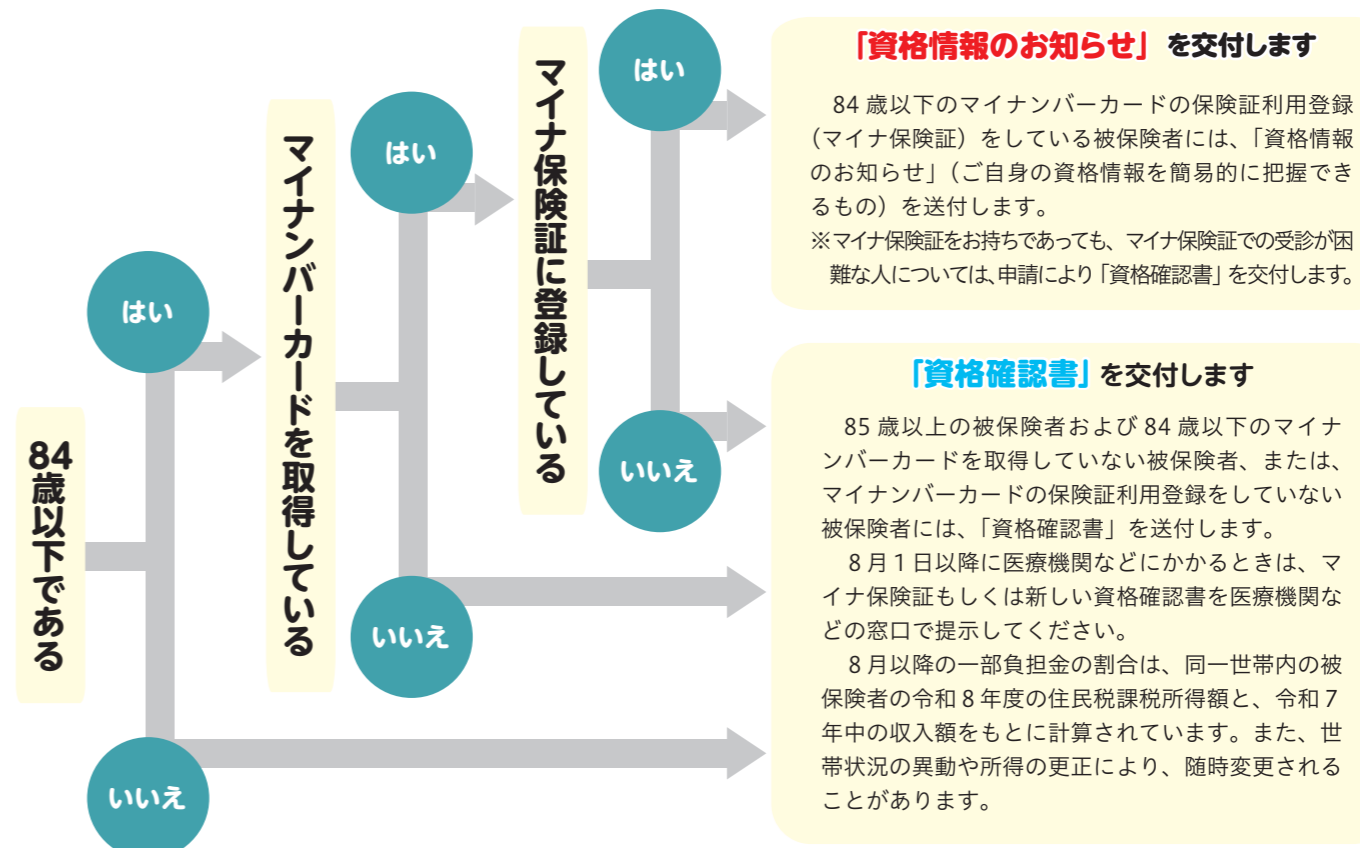 84歳以下である
はい
いいえ
マイナンバーカードを取得している
はい
いいえ
マイナ保険証に登録している
はい
いいえ
「資格情報のお知らせ」を交付します
84歳以下のマイナンバーカードの保険証利用登録
(マイナ保険証)をしている被保険者には、「資格情報
のお知らせ」(ご自身の資格情報を簡易的に把握でき
るもの)を送付します。
※マイナ保険証をお持ちであっても、マイナ保険証での受診が困
難な人については、申請により「資格確認書」を交付します。
「資格確認書」を交付します
85歳以上の被保険者および84歳以下のマイナ
ンバーカードを取得していない被保険者、または、
マイナンバーカードの保険証利用登録をしていない
被保険者には、「資格確認書」を送付します。
8月1日以降に医療機関などにかかるときは、マ
イナ保険証もしくは新しい資格確認書を医療機関な
どの窓口で提示してください。
8月以降の一部負担金の割合は、同一世帯内の被
保険者の令和8年度の住民税課税所得額と、令和7
年中の収入額をもとに計算されています。また、世
帯状況の異動や所得の更正により、随時変更される
ことがあります。